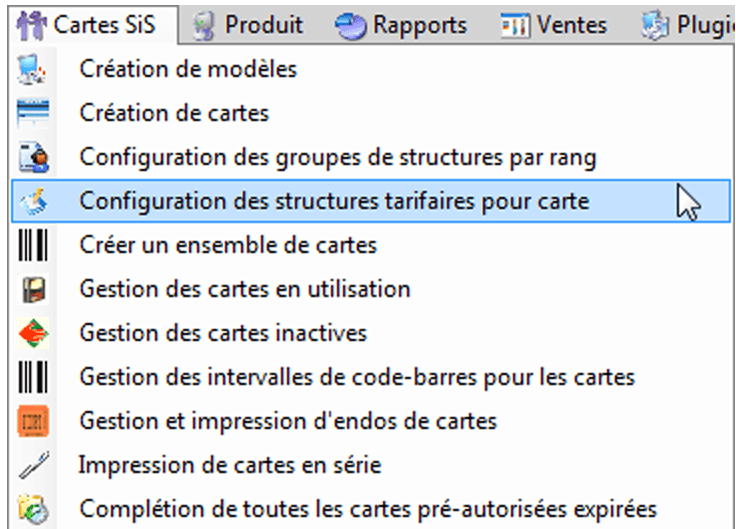 Cartes SiS Produit Rapports Ventes Plugi
Création de modèles
Création de cartes
Configuration des groupes de structures par rang
Configuration des structures tarifaires pour carte
Créer un ensemble de cartes
Gestion des cartes en utilisation
Gestion des cartes inactives
Gestion des intervalles de code-barres pour les cartes
Gestion et impression d'endos de cartes
Impression de cartes en série
Complétion de toutes les cartes pré-autorisées expirées